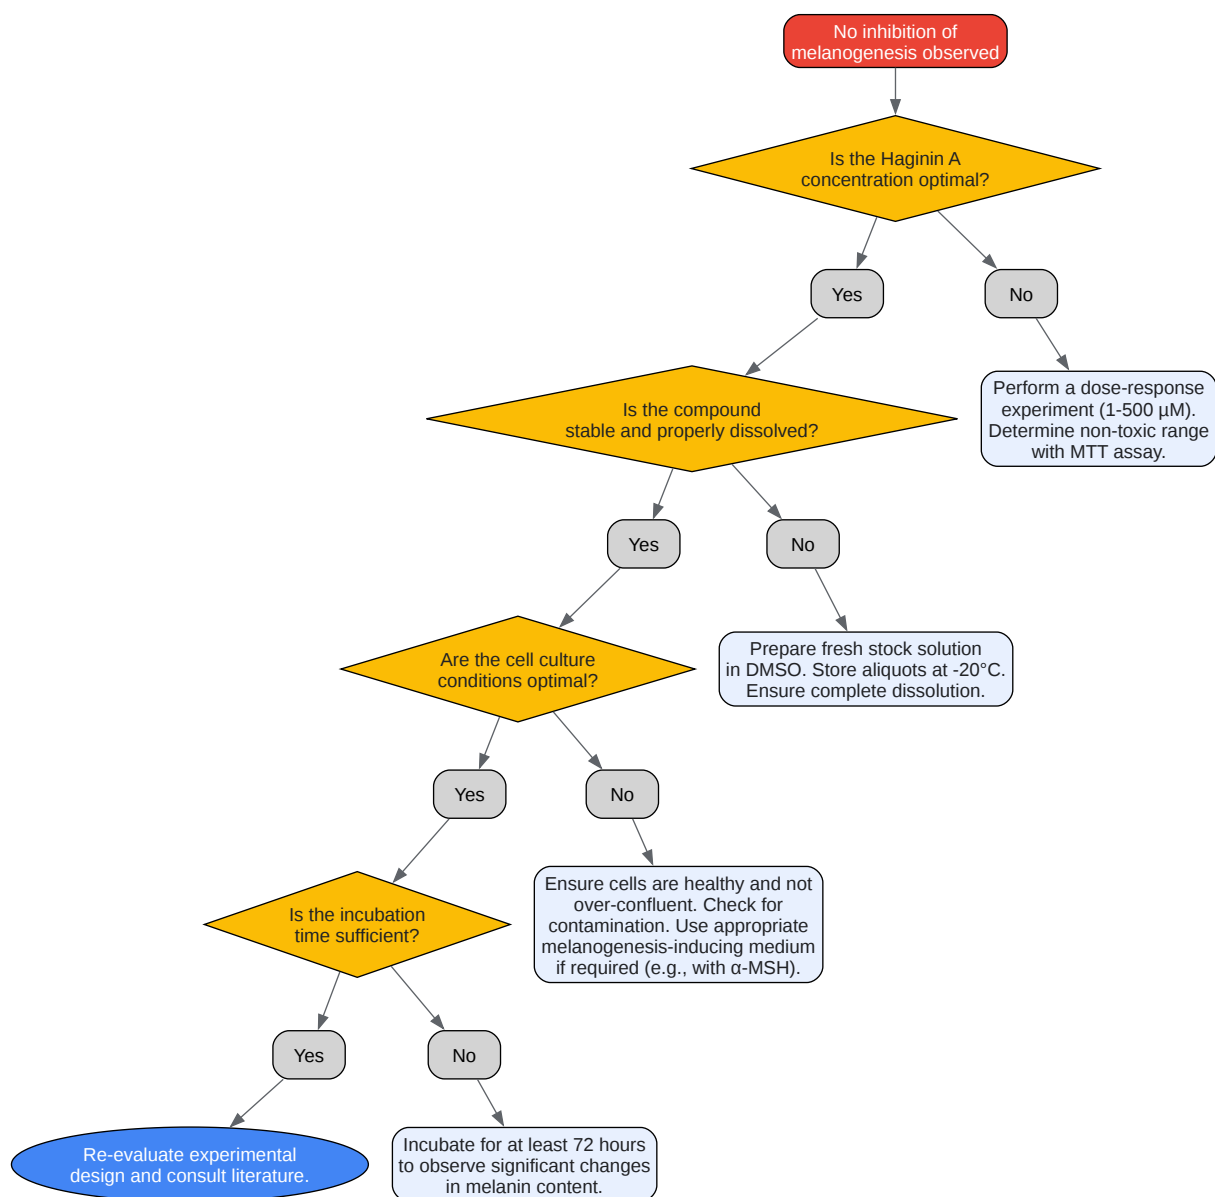 No inhibition of
melanogenesis observed
Is the Haginin A
concentration optimal?
Yes
No
Perform a dose-response
experiment (1-500 µM).
Determine non-toxic range
with MTT assay.
Is the compound
stable and properly dissolved?
Yes
No
Prepare fresh stock solution
in DMSO. Store aliquots at -20°C.
Ensure complete dissolution.
Are the cell culture
conditions optimal?
Yes
No
Ensure cells are healthy and not
over-confluent. Check for
contamination. Use appropriate
melanogenesis-inducing medium
if required (e.g., with α-MSH).
Is the incubation
time sufficient?
Yes
No
Re-evaluate experimental
design and consult literature.
Incubate for at least 72 hours
to observe significant changes
in melanin content.